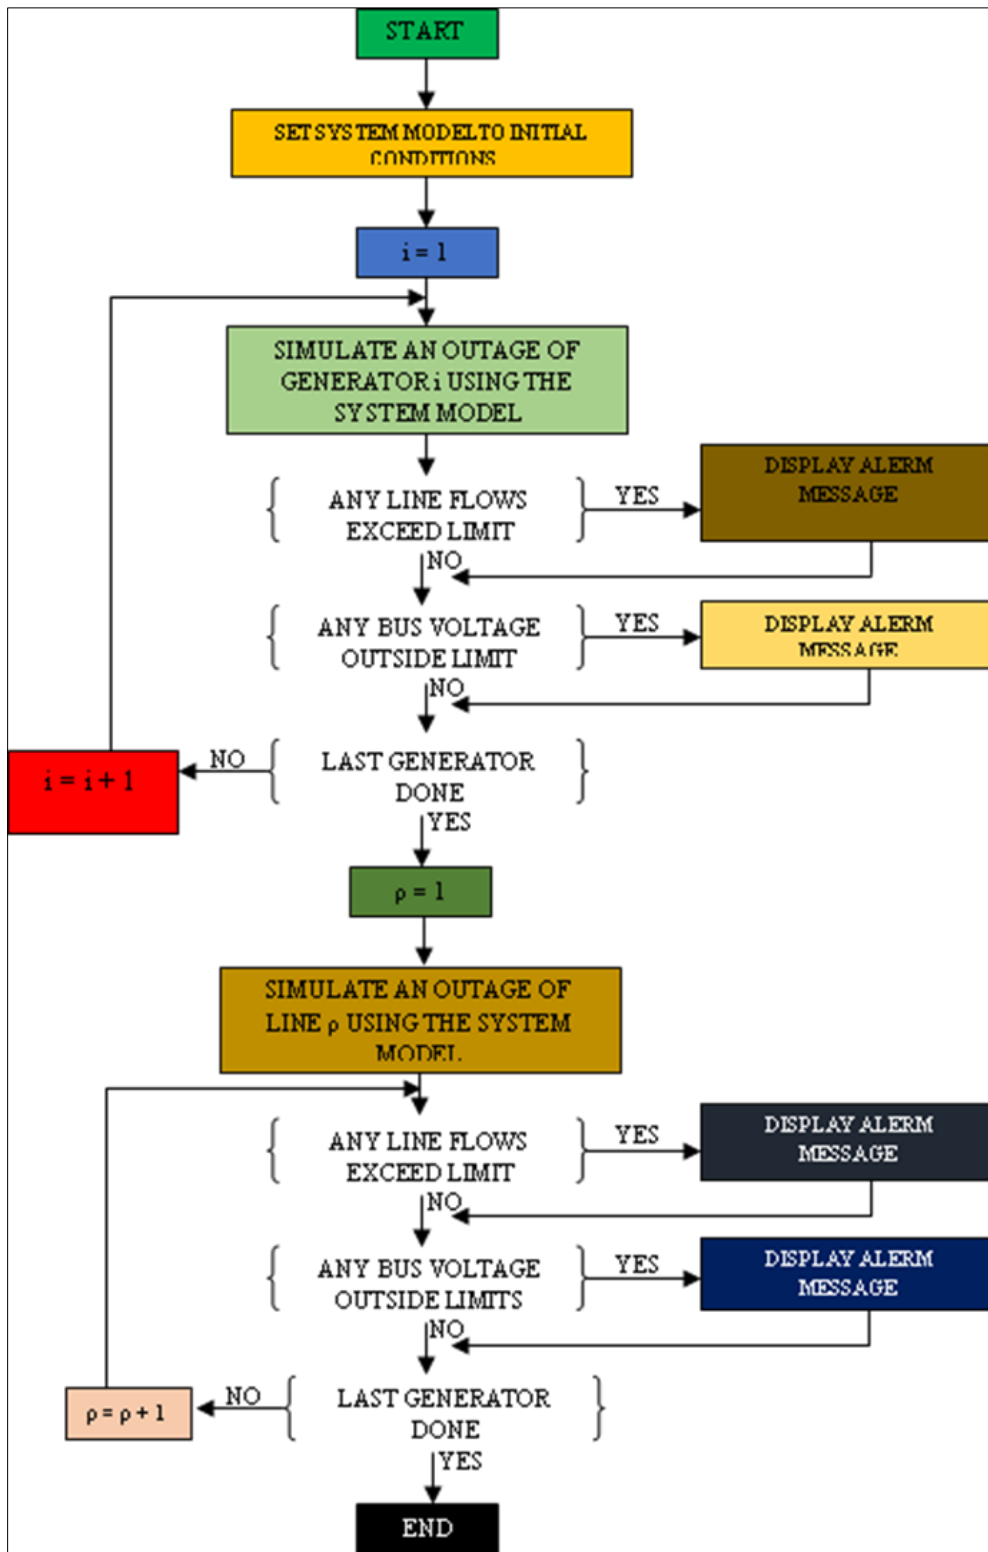 START
SET SYSTEM MODEL TO INITIAL
CONDITIONS
i = 1
SIMULATE AN OUTAGE OF
GENERATOR i USING THE
SYSTEM MODEL
ANY LINE FLOWS
EXCEED LIMIT
YES
DISPLAY ALERM
MESSAGE
NO
ANY BUS VOLTAGE
OUTSIDE LIMIT
YES
DISPLAY ALERM
MESSAGE
NO
LAST GENERATOR
DONE
NO
i = i + 1
YES
ρ = 1
SIMULATE AN OUTAGE OF
LINE ρ USING THE SYSTEM
MODEL
ANY LINE FLOWS
EXCEED LIMIT
YES
DISPLAY ALERM
MESSAGE
NO
ANY BUS VOLTAGE
OUTSIDE LIMITS
YES
DISPLAY ALERM
MESSAGE
NO
LAST GENERATOR
DONE
NO
ρ = ρ + 1
YES
END